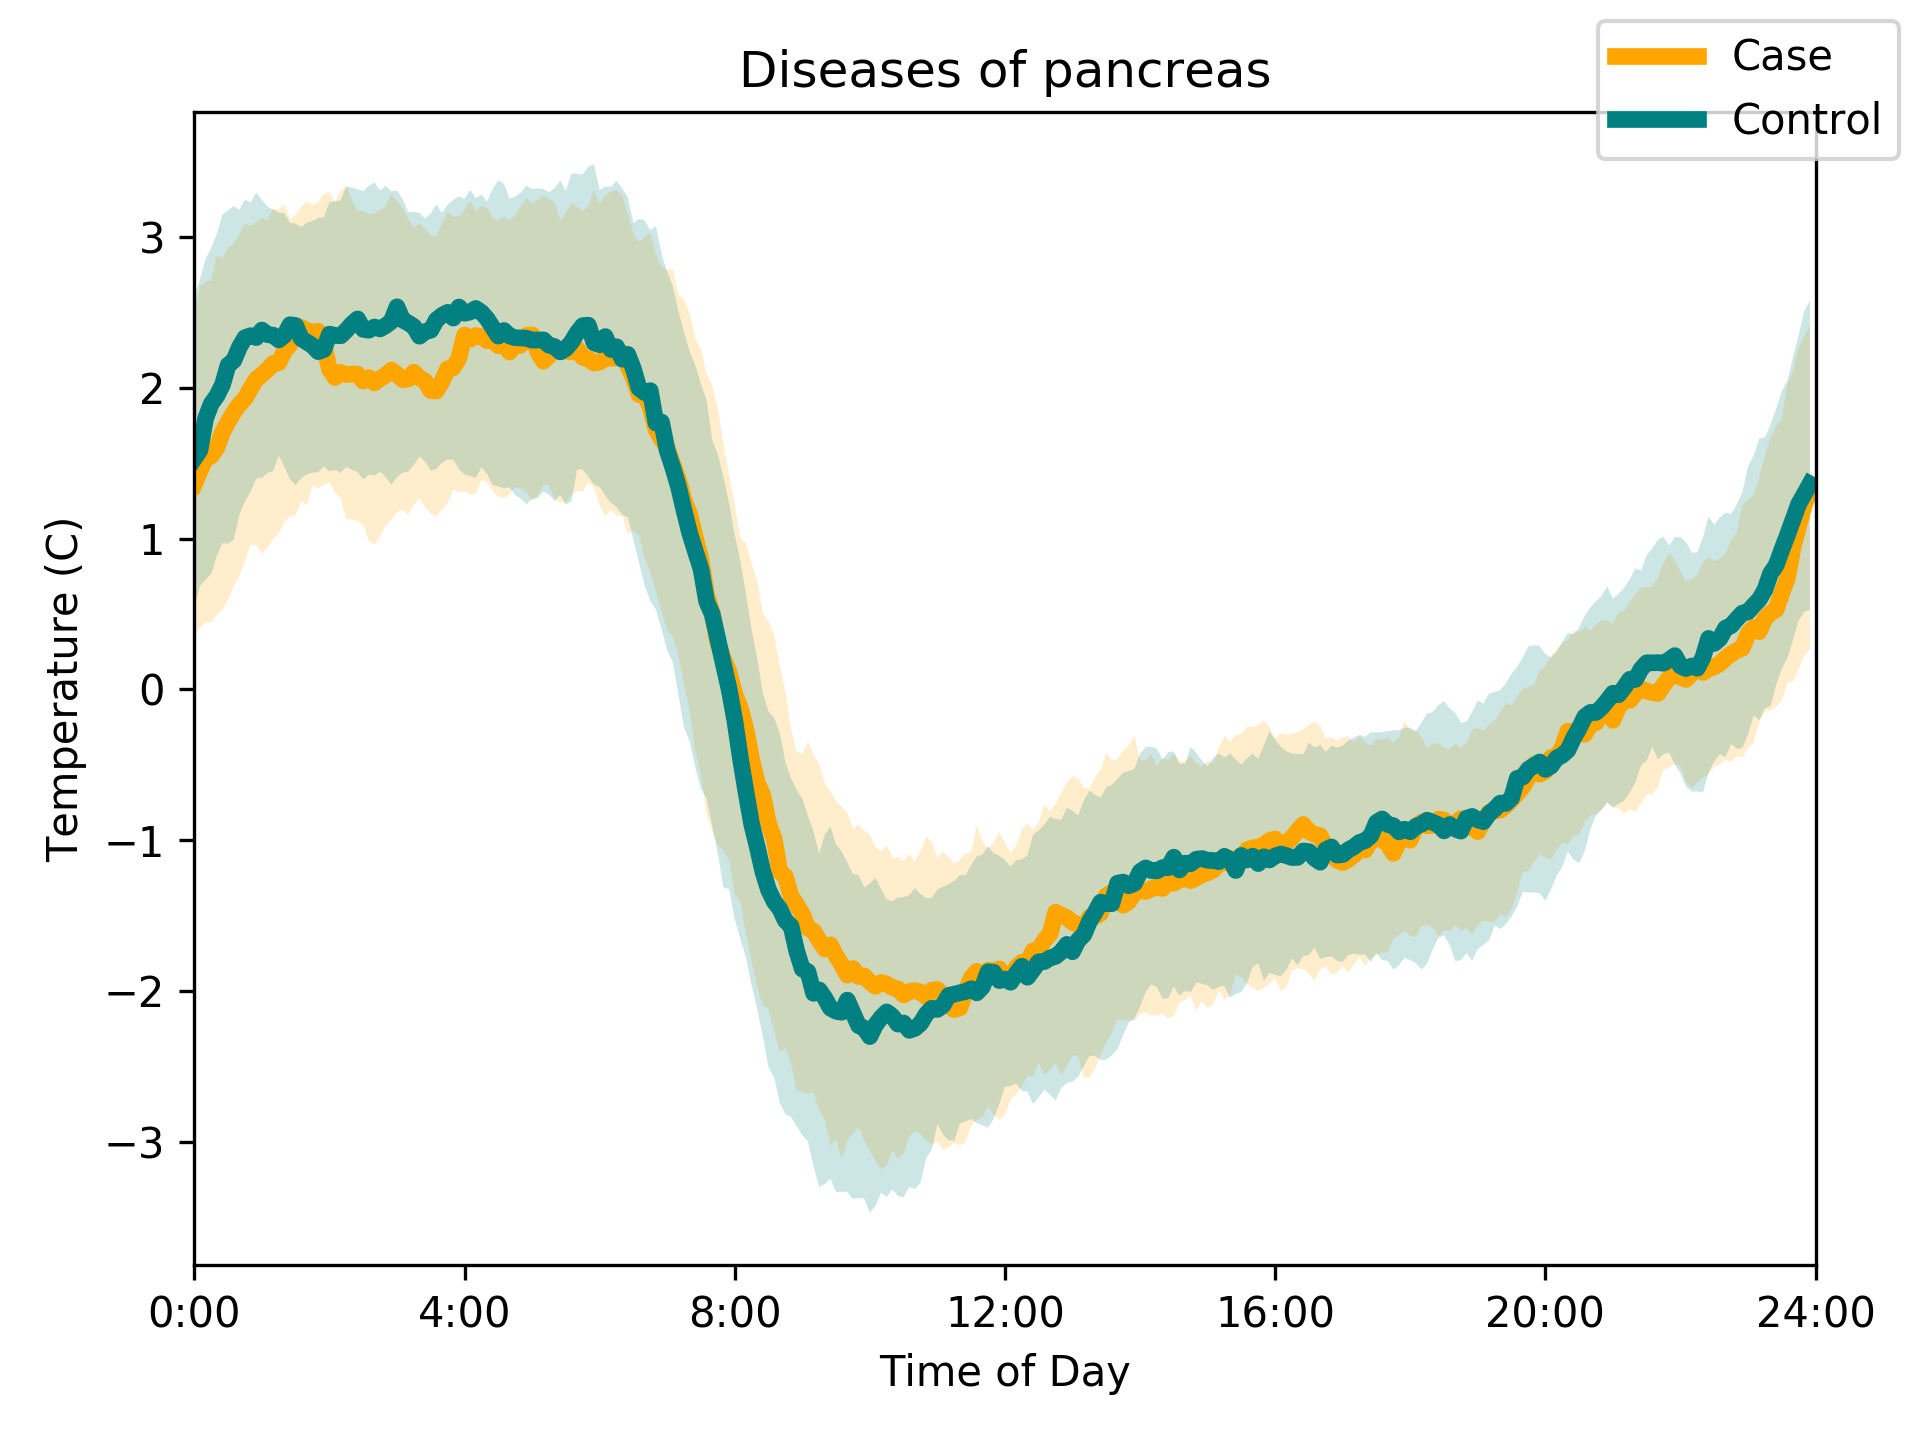 Diseases of pancreas
Case
Control
Temperature (C)
3
2
1
0
−1
−2
−3
0:00 4:00 8:00 12:00 16:00 20:00 24:00
Time of Day